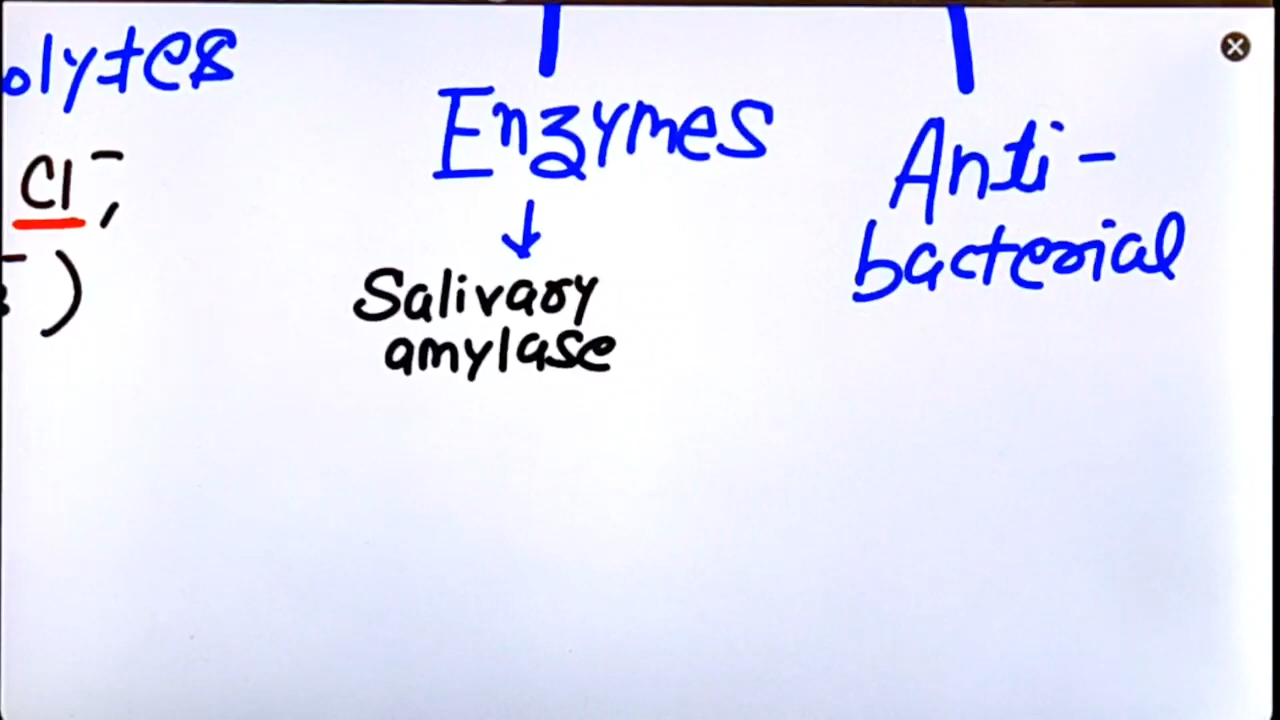 olytes
Cl⁻,
⁻ )
Enzymes
↓
Salivary
amylase
Anti-
bacterial